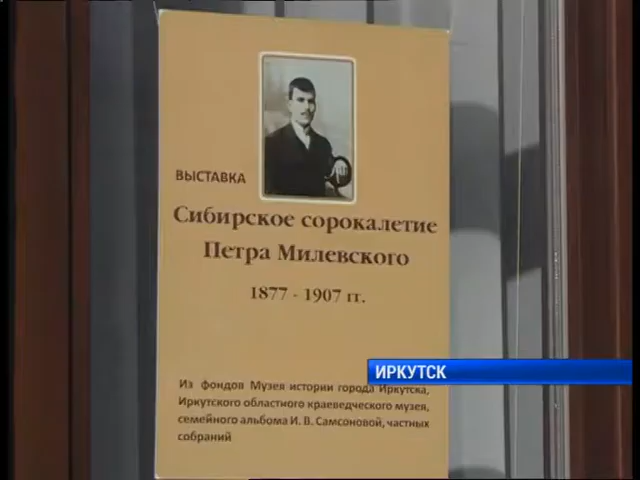 ВЫСТАВКА
Сибирское сорокалетие
Петра Милевского
1877 - 1907 гг.
ИРКУТСК
Из фондов Музея истории города Иркутска,
Иркутского областного краеведческого музея,
семейного альбома И. В. Самсоновой, частных
собраний